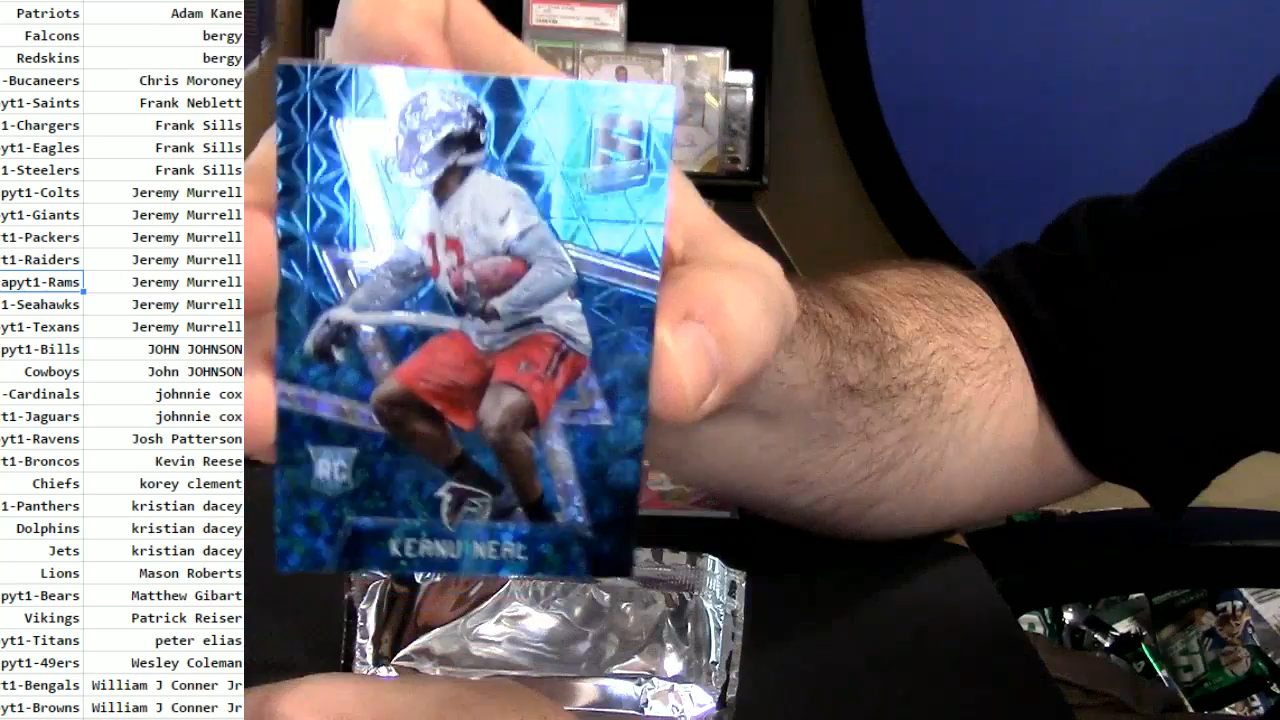 Patriots Adam Kane
Falcons bergy
Redskins bergy
-Bucaneers Chris Moroney
yt1-Saints Frank Neblett
1-Chargers Frank Sills
yt1-Eagles Frank Sills
1-Steelers Frank Sills
pyt1-Colts Jeremy Murrell
yt1-Giants Jeremy Murrell
t1-Packers Jeremy Murrell
t1-Raiders Jeremy Murrell
apyt1-Rams Jeremy Murrell
1-Seahawks Jeremy Murrell
yt1-Texans Jeremy Murrell
pyt1-Bills JOHN JOHNSON
Cowboys John JOHNSON
-Cardinals johnnie cox
t1-Jaguars johnnie cox
yt1-Ravens Josh Patterson
t1-Broncos Kevin Reese
Chiefs korey clement
1-Panthers kristian dacey
Dolphins kristian dacey
Jets kristian dacey
Lions Mason Roberts
pyt1-Bears Matthew Gibart
Vikings Patrick Reiser
yt1-Titans peter elias
pyt1-49ers Wesley Coleman
t1-Bengals William J Conner Jr
yt1-Browns William J Conner Jr
S
RC
KEANU NEAL